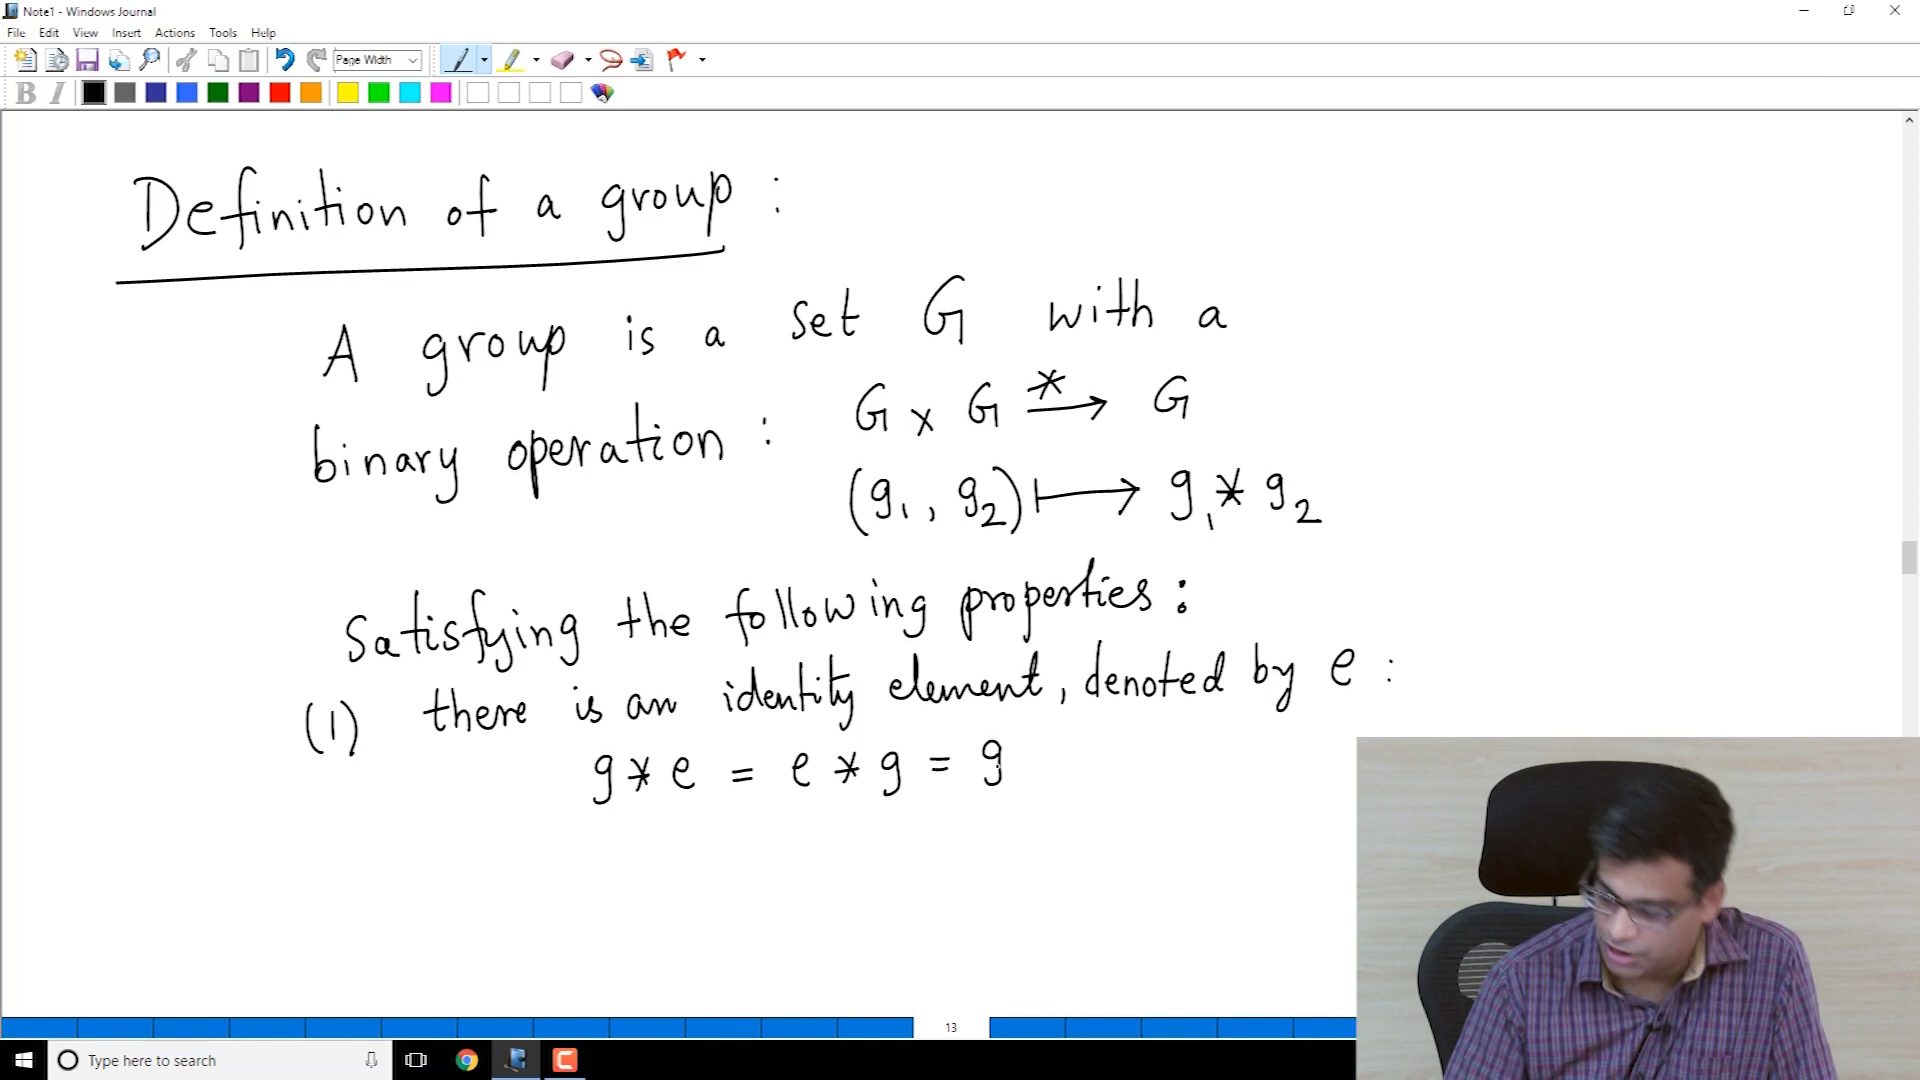 Note1 - Windows Journal
File Edit View Insert Actions Tools Help
Page Width
B I
Definition of a group :
A group is a set G with a
binary operation : G × G →* G
(g₁, g₂) ⟼ g₁ * g₂
Satisfying the following properties :
(1) there is an identity element, denoted by e :
g * e = e * g = g
13
Type here to search